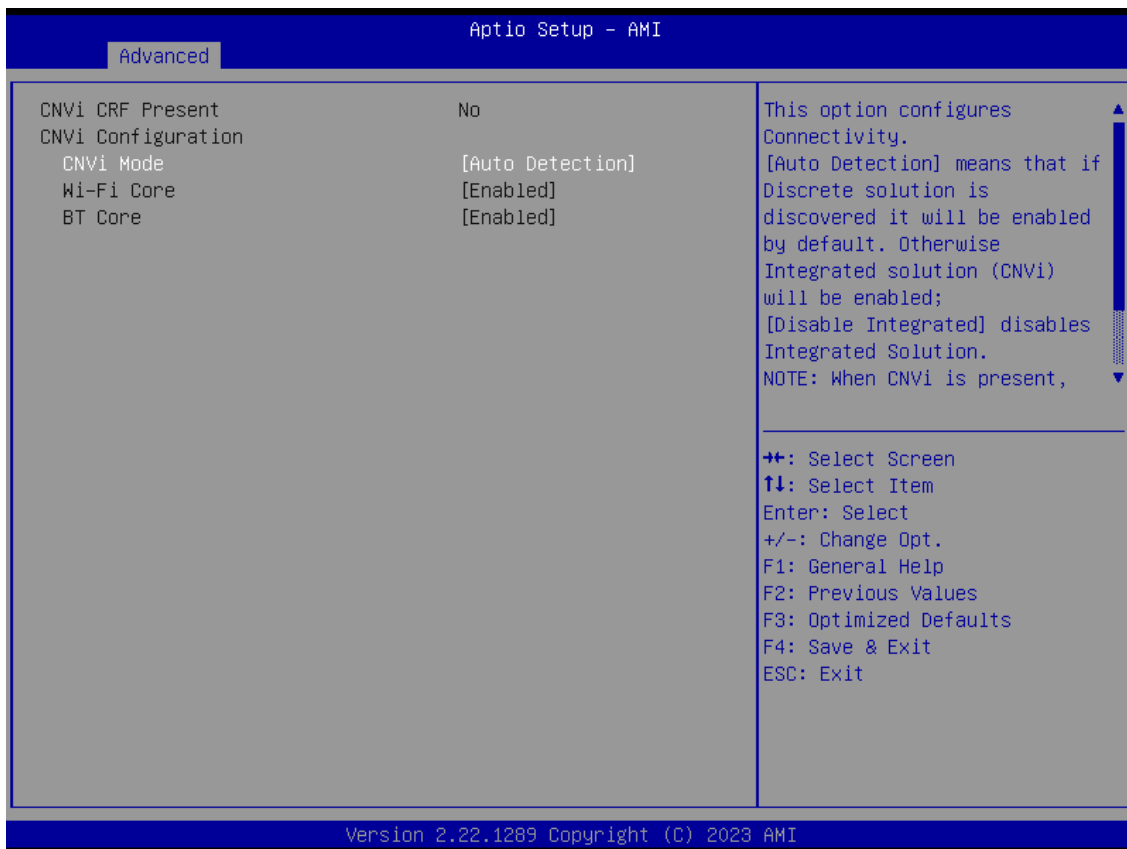 Aptio Setup – AMI
Advanced
CNVi CRF Present No
CNVi Configuration
CNVi Mode [Auto Detection]
Wi-Fi Core [Enabled]
BT Core [Enabled]
This option configures
Connectivity.
[Auto Detection] means that if
Discrete solution is
discovered it will be enabled
by default. Otherwise
Integrated solution (CNVi)
will be enabled;
[Disable Integrated] disables
Integrated Solution.
NOTE: When CNVi is present,
→←: Select Screen
↑↓: Select Item
Enter: Select
+/-: Change Opt.
F1: General Help
F2: Previous Values
F3: Optimized Defaults
F4: Save & Exit
ESC: Exit
Version 2.22.1289 Copyright (C) 2023 AMI